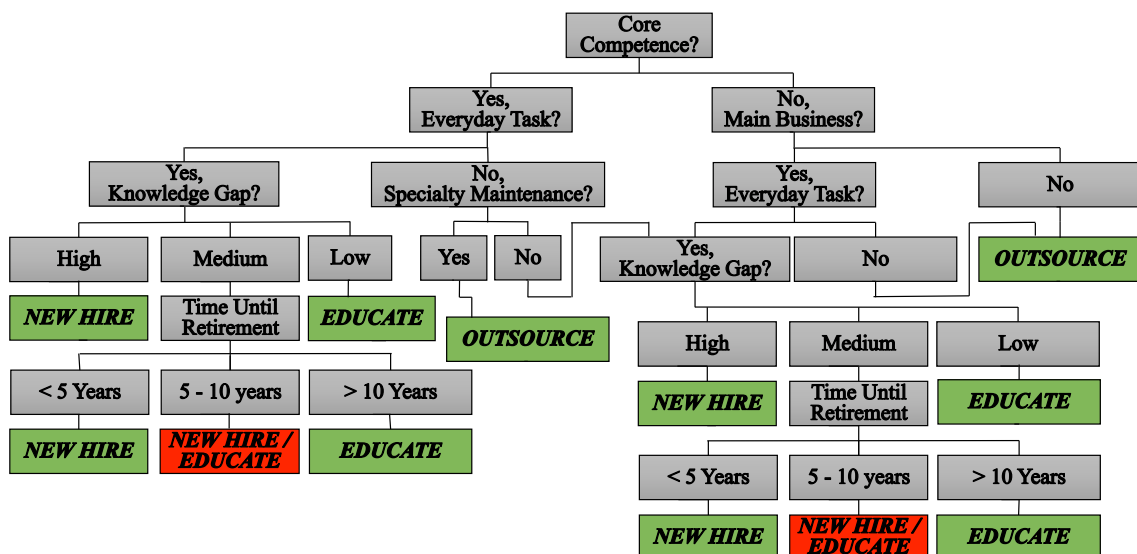 Core
Competence?
Yes,
Everyday Task?
No,
Main Business?
Yes,
Knowledge Gap?
No,
Specialty Maintenance?
Yes,
Everyday Task?
No
High
Medium
Low
Yes
No
Yes,
Knowledge Gap?
No
OUTSOURCE
NEW HIRE
Time Until
Retirement
EDUCATE
OUTSOURCE
High
Medium
Low
< 5 Years
5 - 10 years
> 10 Years
NEW HIRE
Time Until
Retirement
EDUCATE
NEW HIRE
NEW HIRE /
EDUCATE
EDUCATE
< 5 Years
5 - 10 years
> 10 Years
NEW HIRE
NEW HIRE /
EDUCATE
EDUCATE